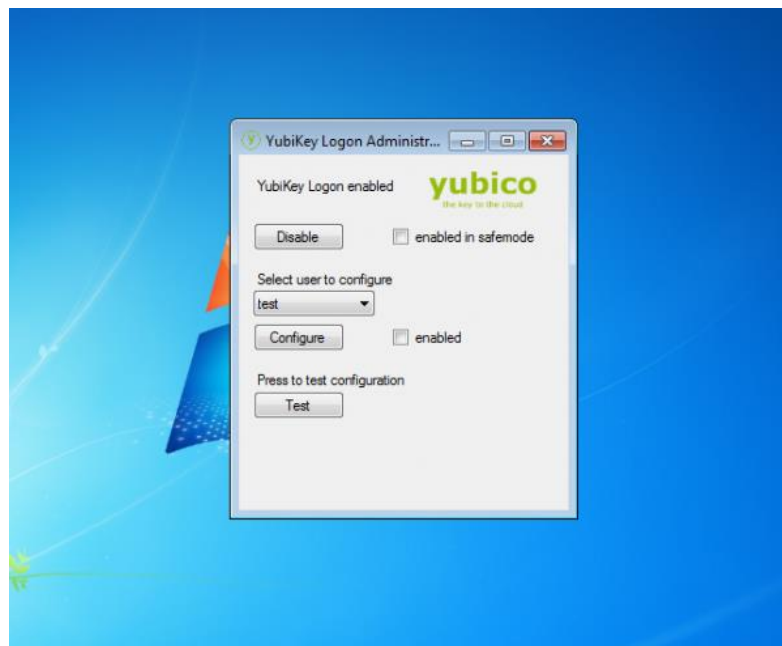 YubiKey Logon Administr...
YubiKey Logon enabled
yubico
the key to the cloud
Disable
enabled in safemode
Select user to configure
test
Configure
enabled
Press to test configuration
Test